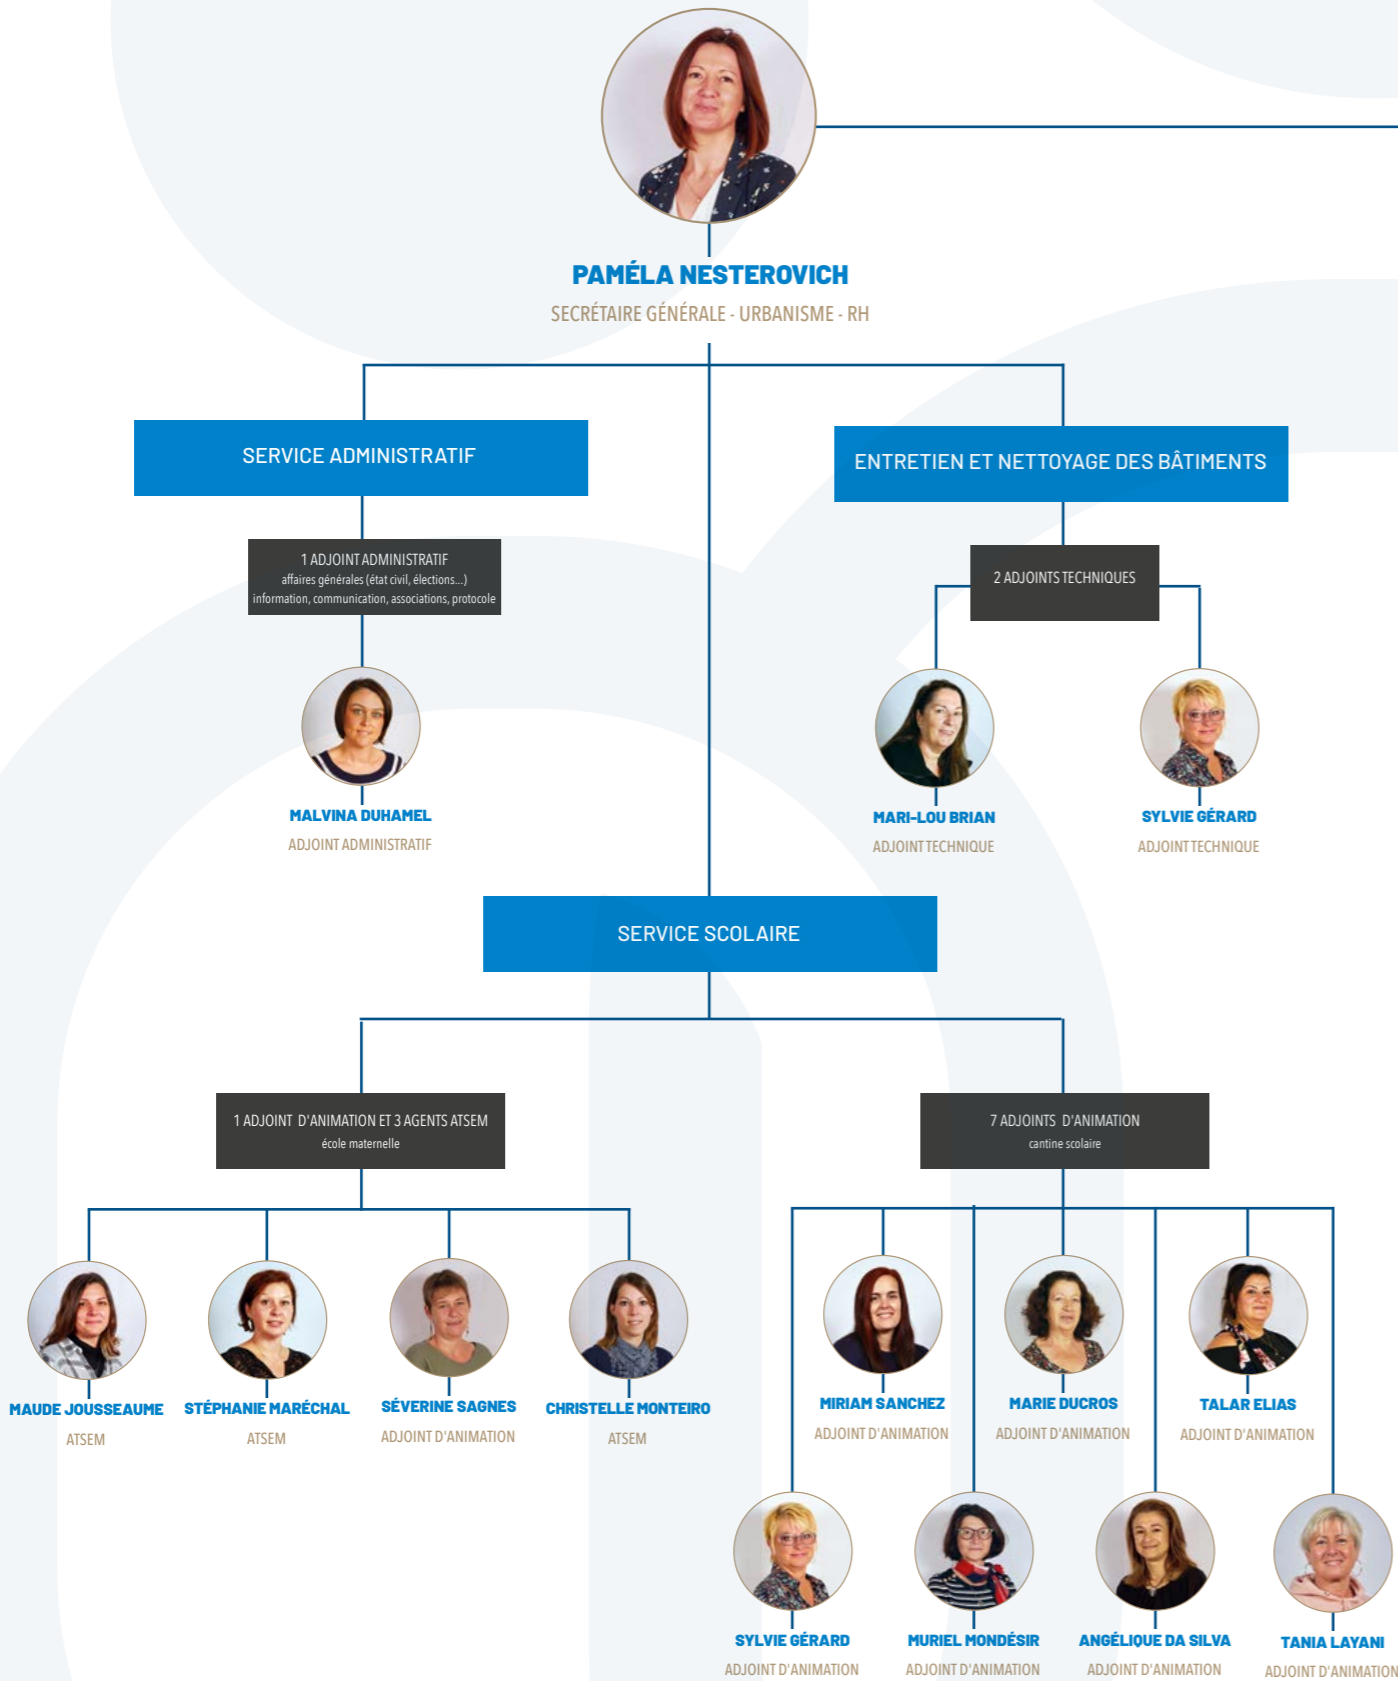 PAMÉLA NESTEROVICH
SECRÉTAIRE GÉNÉRALE - URBANISME - RH
SERVICE ADMINISTRATIF
ENTRETIEN ET NETTOYAGE DES BÂTIMENTS
1 ADJOINT ADMINISTRATIF
affaires générales (état civil, élections...)
information, communication, associations, protocole
2 ADJOINTS TECHNIQUES
MALVINA DUHAMEL
ADJOINT ADMINISTRATIF
MARI-LOU BRIAN
ADJOINT TECHNIQUE
SYLVIE GÉRARD
ADJOINT TECHNIQUE
SERVICE SCOLAIRE
1 ADJOINT D'ANIMATION ET 3 AGENTS ATSEM
école maternelle
7 ADJOINTS D'ANIMATION
cantine scolaire
MAUDE JOUSSEAUME
ATSEM
STÉPHANIE MARÉCHAL
ATSEM
SÉVERINE SAGNES
ADJOINT D'ANIMATION
CHRISTELLE MONTEIRO
ATSEM
MIRIAM SANCHEZ
ADJOINT D'ANIMATION
MARIE DUCROS
ADJOINT D'ANIMATION
TALAR ELIAS
ADJOINT D'ANIMATION
SYLVIE GÉRARD
ADJOINT D'ANIMATION
MURIEL MONDÉSIR
ADJOINT D'ANIMATION
ANGÉLIQUE DA SILVA
ADJOINT D'ANIMATION
TANIA LAYANI
ADJOINT D'ANIMATION